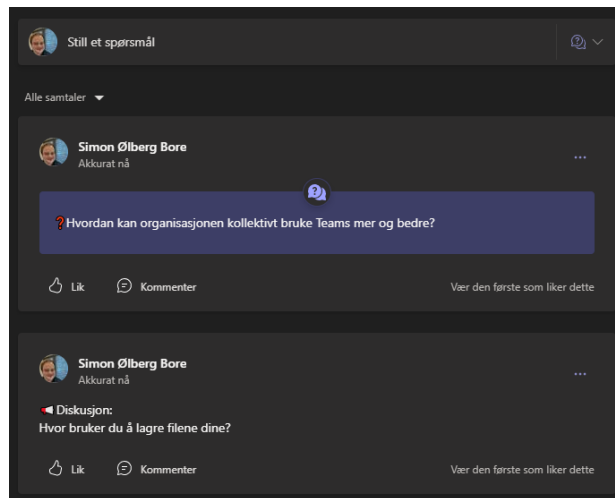 Still et spørsmål
Alle samtaler
Simon Ølberg Bore
Akkurat nå
❓Hvordan kan organisasjonen kollektivt bruke Teams mer og bedre?
Lik Kommenter Vær den første som liker dette
Simon Ølberg Bore
Akkurat nå
📢 Diskusjon:
Hvor bruker du å lagre filene dine?
Lik Kommenter Vær den første som liker dette